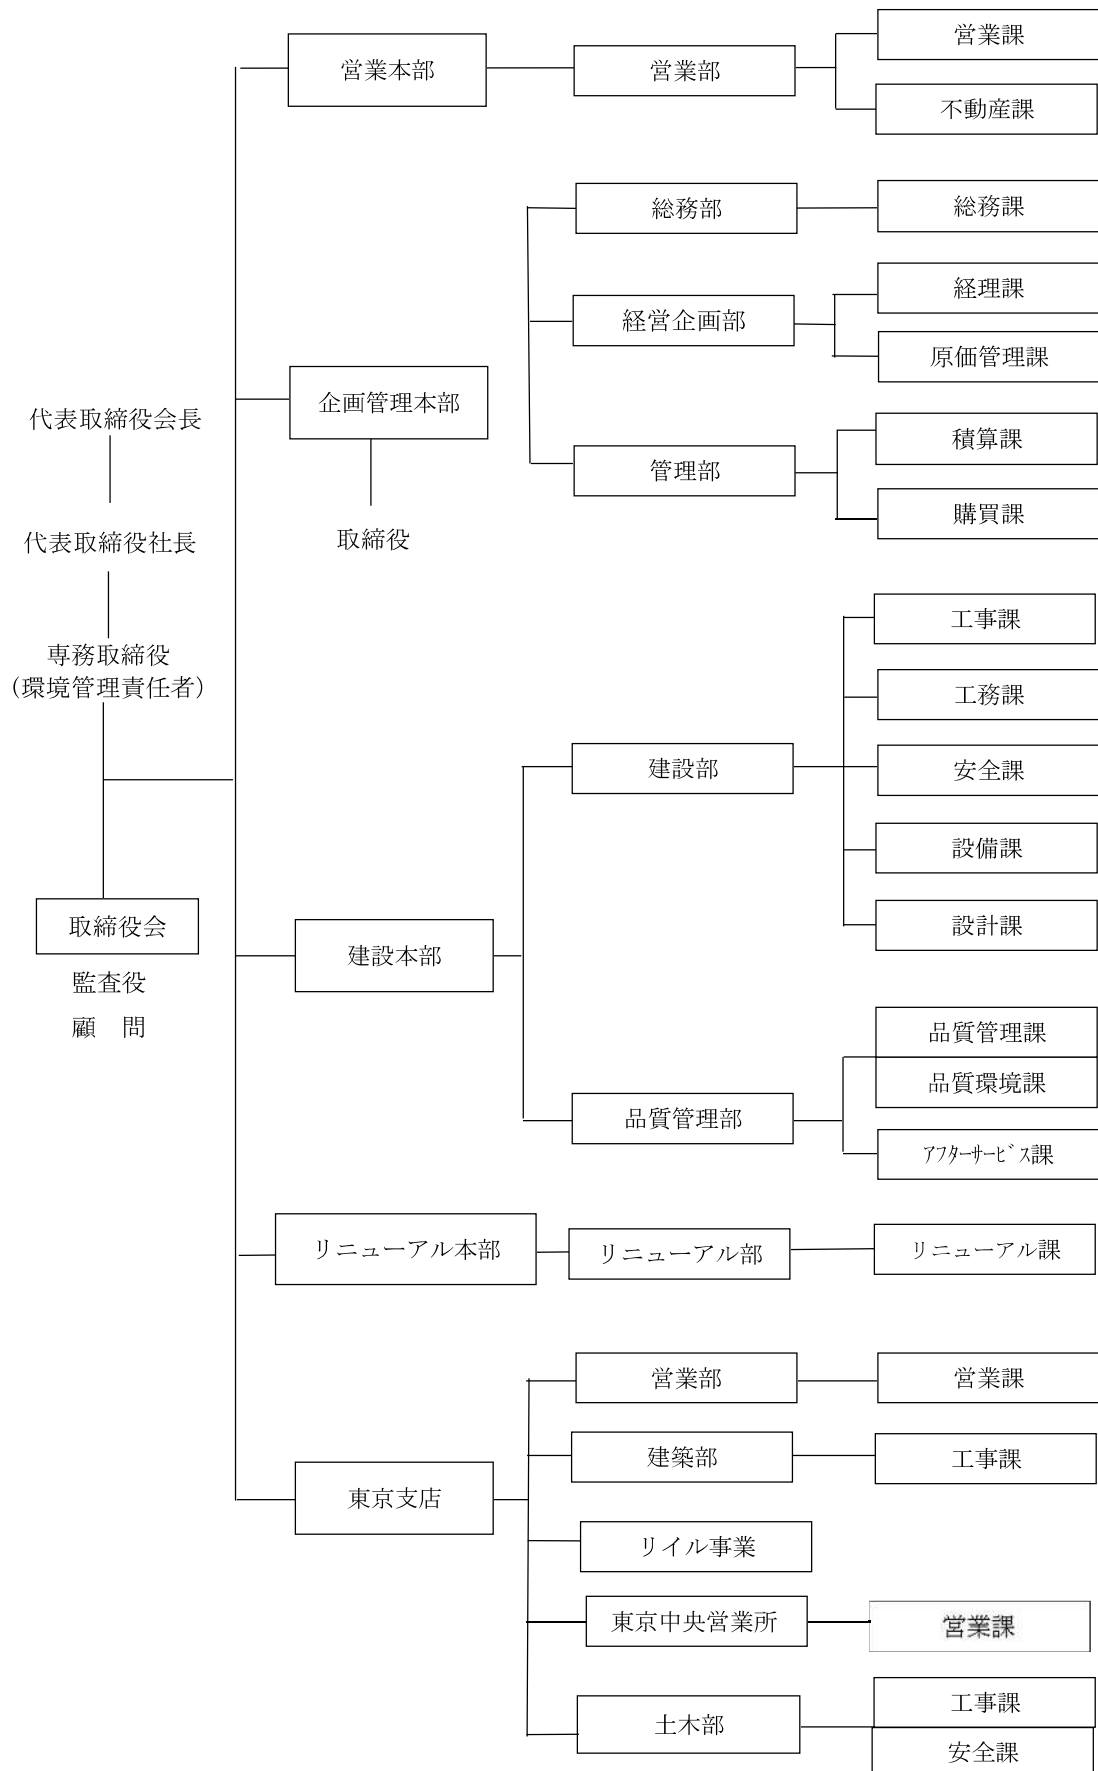 代表取締役会長
代表取締役社長
専務取締役
（環境管理責任者）
取締役会
監査役
顧　問
営業本部
営業部
営業課
不動産課
企画管理本部
取締役
総務部
総務課
経営企画部
経理課
原価管理課
管理部
積算課
購買課
建設本部
建設部
工事課
工務課
安全課
設備課
設計課
品質管理部
品質管理課
品質環境課
ｱﾌﾀｰｻｰﾋﾞｽ課
リニューアル本部
リニューアル部
リニューアル課
東京支店
営業部
営業課
建築部
工事課
リイル事業
東京中央営業所
営業課
土木部
工事課
安全課